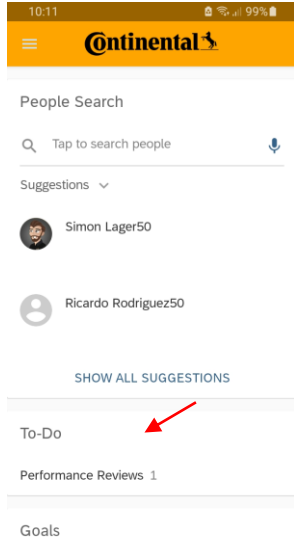 10:11 99%
Continental
People Search
Tap to search people
Suggestions
Simon Lager50
Ricardo Rodriguez50
SHOW ALL SUGGESTIONS
To-Do
Performance Reviews 1
Goals